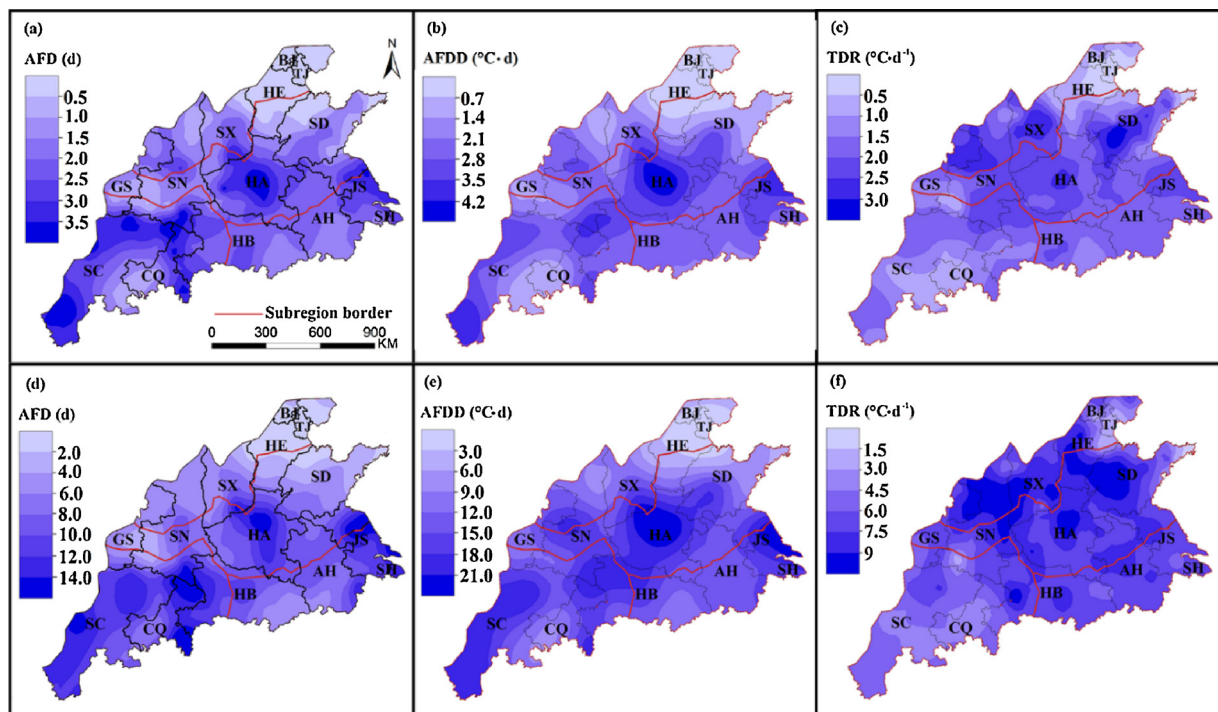 (a)
AFD (d)
0.5
1.0
1.5
2.0
2.5
3.0
3.5
N
BJ
TJ
HE
SD
SX
GS
SN
HA
JS
AH
SH
HB
SC
CQ
Subregion border
0 300 600 900
KM
(b)
AFDD (°C· d)
0.7
1.4
2.1
2.8
3.5
4.2
BJ
TJ
HE
SD
SX
GS
SN
HA
JS
AH
SH
HB
SC
CQ
(c)
TDR (°C·d⁻¹)
0.5
1.0
1.5
2.0
2.5
3.0
BJ
TJ
HE
SD
SX
GS
SN
HA
JS
AH
SH
HB
SC
CQ
(d)
AFD (d)
2.0
4.0
6.0
8.0
10.0
12.0
14.0
BJ
TJ
HE
SD
SX
GS
SN
HA
JS
AH
SH
HB
SC
CQ
(e)
AFDD (°C·d)
3.0
6.0
9.0
12.0
15.0
18.0
21.0
BJ
TJ
HE
SD
SX
GS
SN
HA
JS
AH
SH
HB
SC
CQ
(f)
TDR (°C·d⁻¹)
1.5
3.0
4.5
6.0
7.5
9
BJ
TJ
HE
SD
SX
GS
SN
HA
JS
AH
SH
HB
SC
CQ